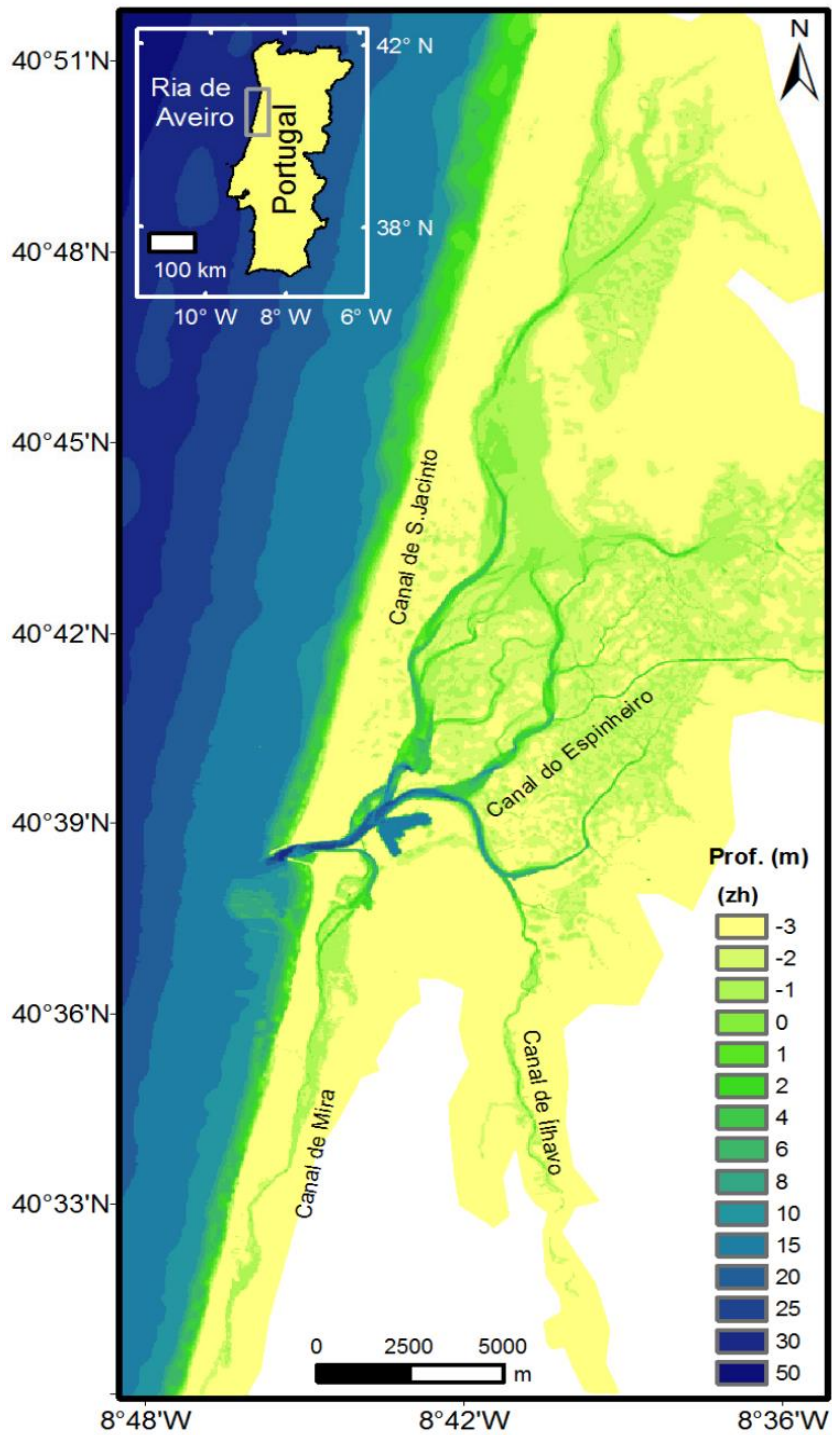 40°51'N
40°48'N
40°45'N
40°42'N
40°39'N
40°36'N
40°33'N
42° N
38° N
Ria de
Aveiro
Portugal
100 km
10° W 8° W 6° W
N
Canal de S.Jacinto
Canal do Espinheiro
Canal de Mira
Canal de Ílhavo
Prof. (m)
(zh)
-3
-2
-1
0
1
2
4
6
8
10
15
20
25
30
50
0 2500 5000
m
8°48'W 8°42'W 8°36'W